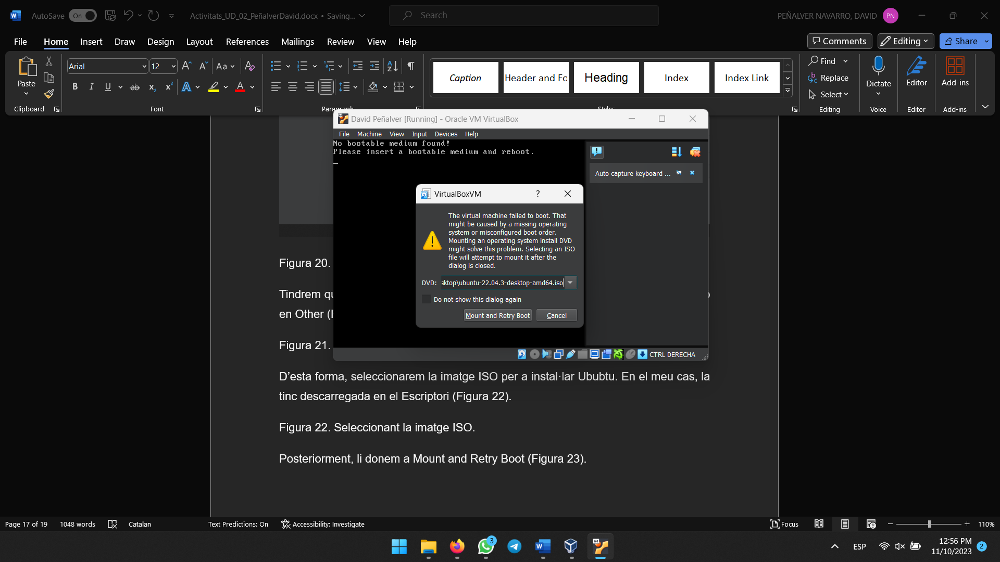 AutoSave On Activitats_UD_02_PeñalverDavid.docx • Saving... Search PEÑALVER NAVARRO, DAVID PN
File Home Insert Draw Design Layout References Mailings Review View Help Comments Editing Share
Paste
Clipboard
Arial 12
Font
Paragraph
Caption
Header and Fo
Heading
Index
Index Link
Styles
Find
Replace
Select
Editing
Dictate
Voice
Editor
Editor
Add-ins
Add-ins
David Peñalver [Running] - Oracle VM VirtualBox
File Machine View Input Devices Help
No bootable medium found!
Please insert a bootable medium and reboot.
Auto capture keyboard ...
VirtualBoxVM
The virtual machine failed to boot. That
might be caused by a missing operating
system or misconfigured boot order.
Mounting an operating system install DVD
might solve this problem. Selecting an ISO
file will attempt to mount it after the
dialog is closed.
DVD: sktop\ubuntu-22.04.3-desktop-amd64.iso
Do not show this dialog again
Mount and Retry Boot Cancel
CTRL DERECHA
Figura 20.
Tindrem
en Other
Figura 21.
D’esta forma, seleccionarem la imatge ISO per a instal·lar Ububtu. En el meu cas, la
tinc descarregada en el Escriptori (Figura 22).
Figura 22. Seleccionant la imatge ISO.
Posteriorment, li donem a Mount and Retry Boot (Figura 23).
Page 17 of 19 1048 words Catalan Text Predictions: On Accessibility: Investigate Focus 110%
3
ESP
12:56 PM
11/10/2023
2